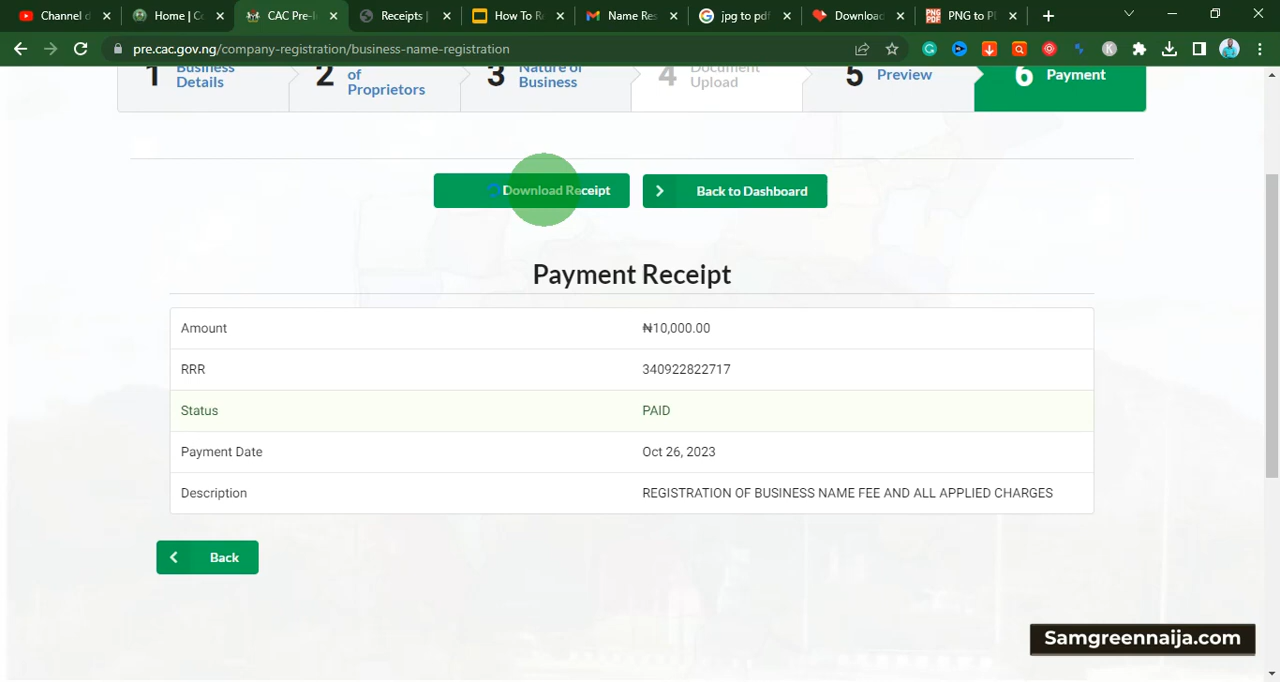 Channel d
Home | C
CAC Pre-I
Receipts |
How To R
Name Res
jpg to pdf
Downloa
PNG to P
pre.cac.gov.ng/company-registration/business-name-registration
1 Business Details
2 of Proprietors
3 Nature of Business
4 Document Upload
5 Preview
6 Payment
Download Receipt
Back to Dashboard
Payment Receipt
Amount ₦10,000.00
RRR 340922822717
Status PAID
Payment Date Oct 26, 2023
Description REGISTRATION OF BUSINESS NAME FEE AND ALL APPLIED CHARGES
Back
Samgreennaija.com